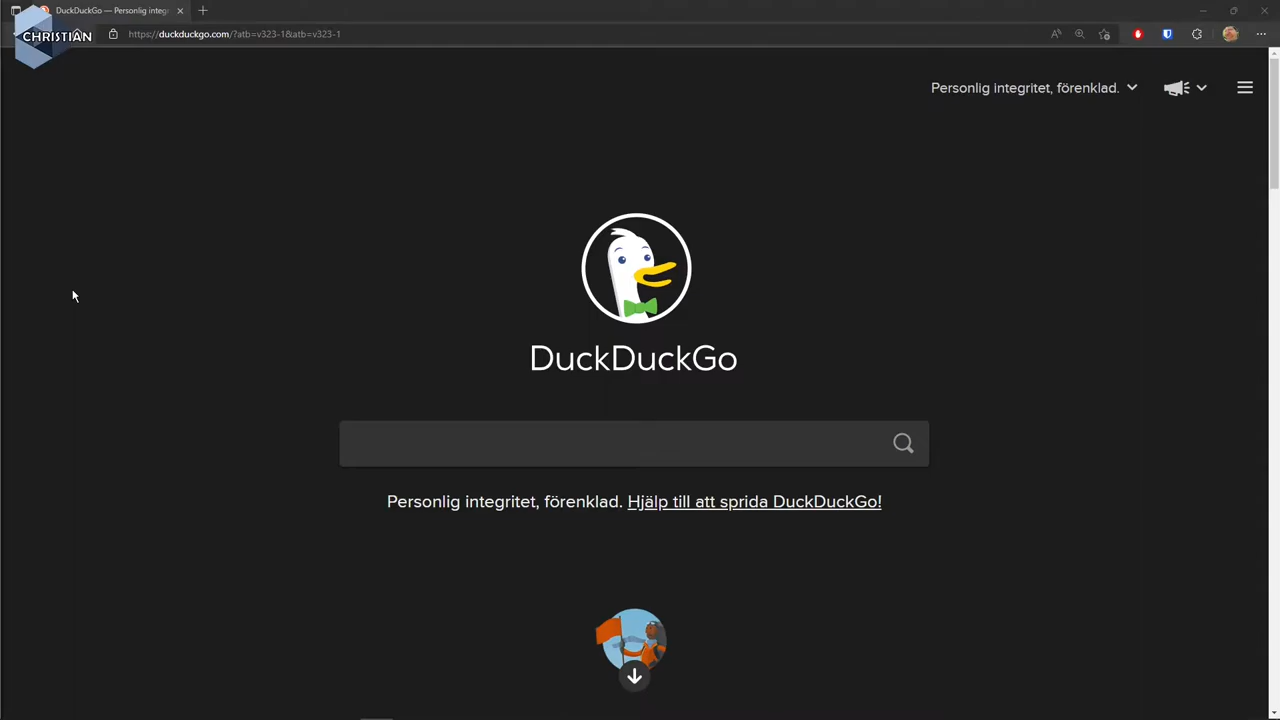 DuckDuckGo — Personlig integ
CHRISTIAN
https://duckduckgo.com/?atb=v323-1&atb=v323-1
Personlig integritet, förenklad.
DuckDuckGo
Personlig integritet, förenklad. Hjälp till att sprida DuckDuckGo!